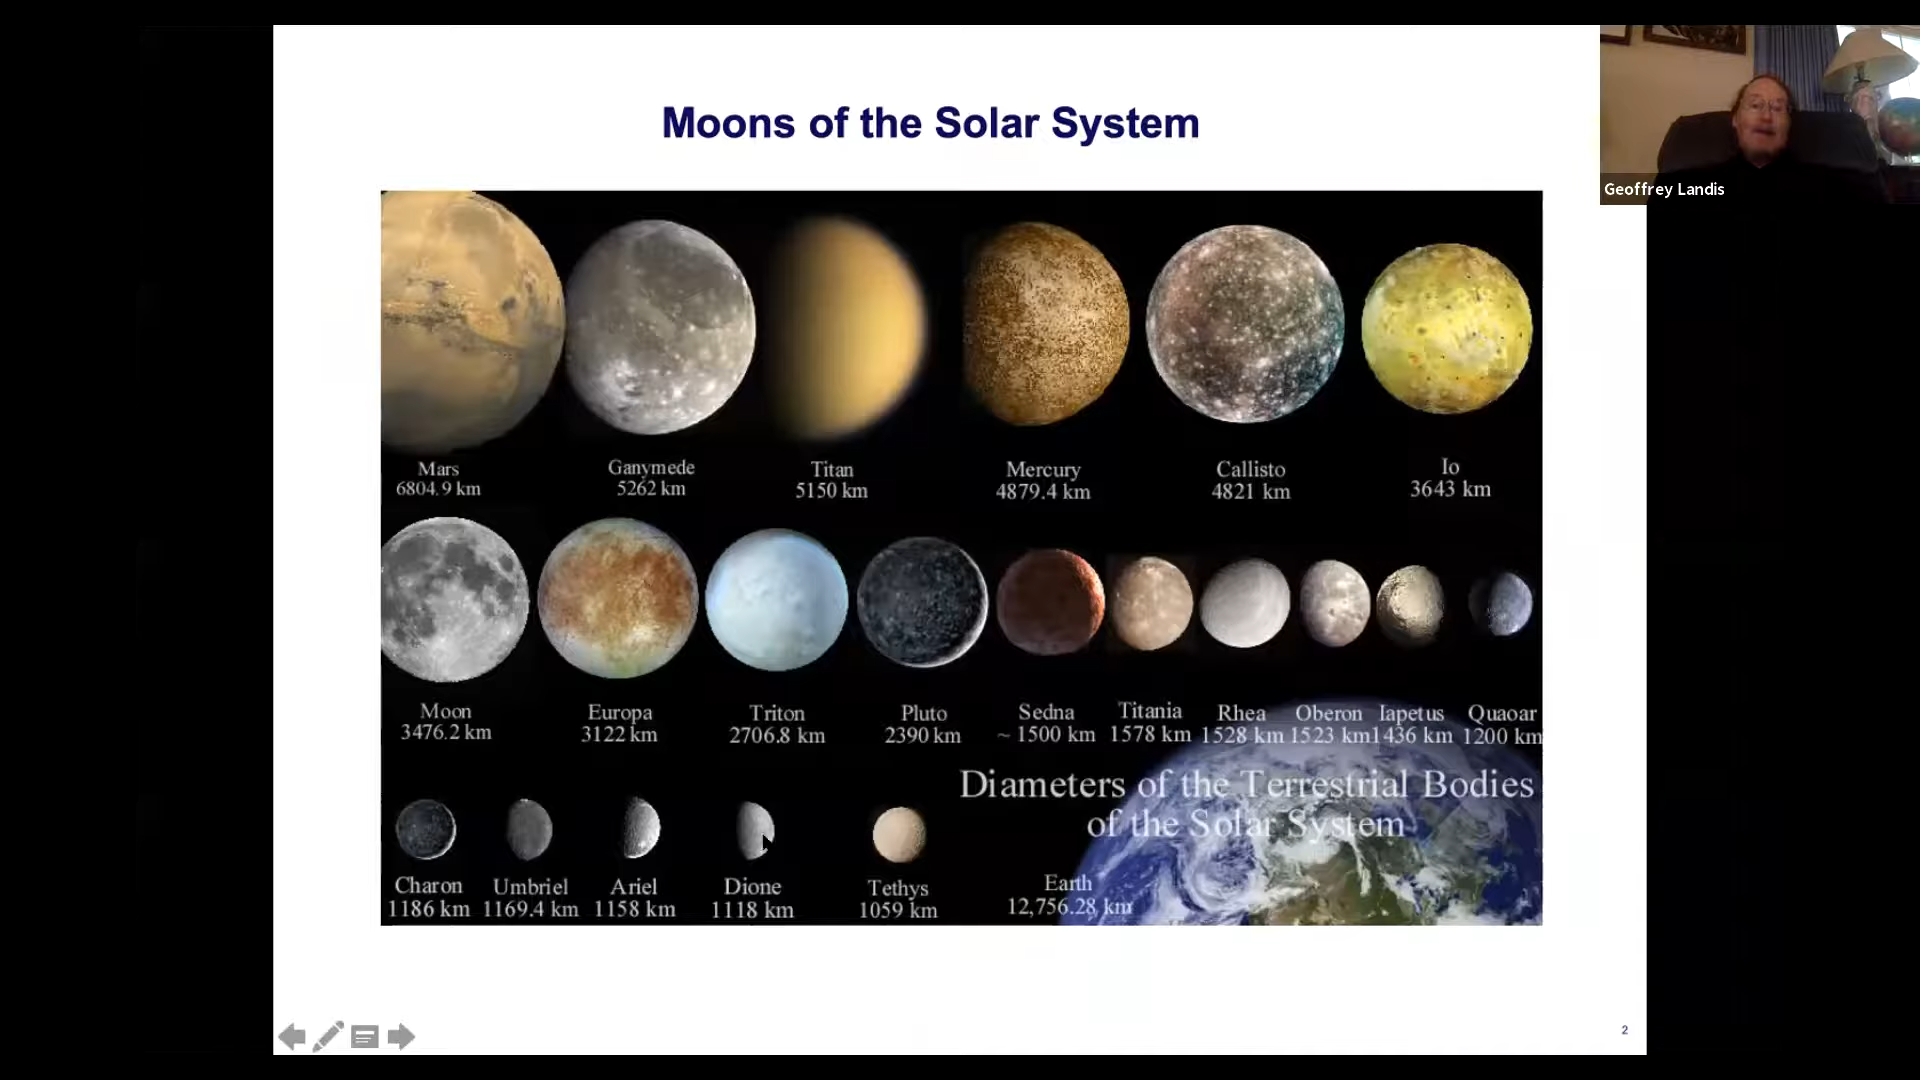 Moons of the Solar System
Geoffrey Landis
Mars Ganymede Titan Mercury Callisto Io
6804.9 km 5262 km 5150 km 4879.4 km 4821 km 3643 km
Moon Europa Triton Pluto Sedna Titania Rhea Oberon Iapetus Quaoar
3476.2 km 3122 km 2706.8 km 2390 km ~ 1500 km 1578 km 1528 km 1523 km 1436 km 1200 km
Diameters of the Terrestrial Bodies
of the Solar System
Charon Umbriel Ariel Dione Tethys Earth
1186 km 1169.4 km 1158 km 1118 km 1059 km 12,756.28 km
2